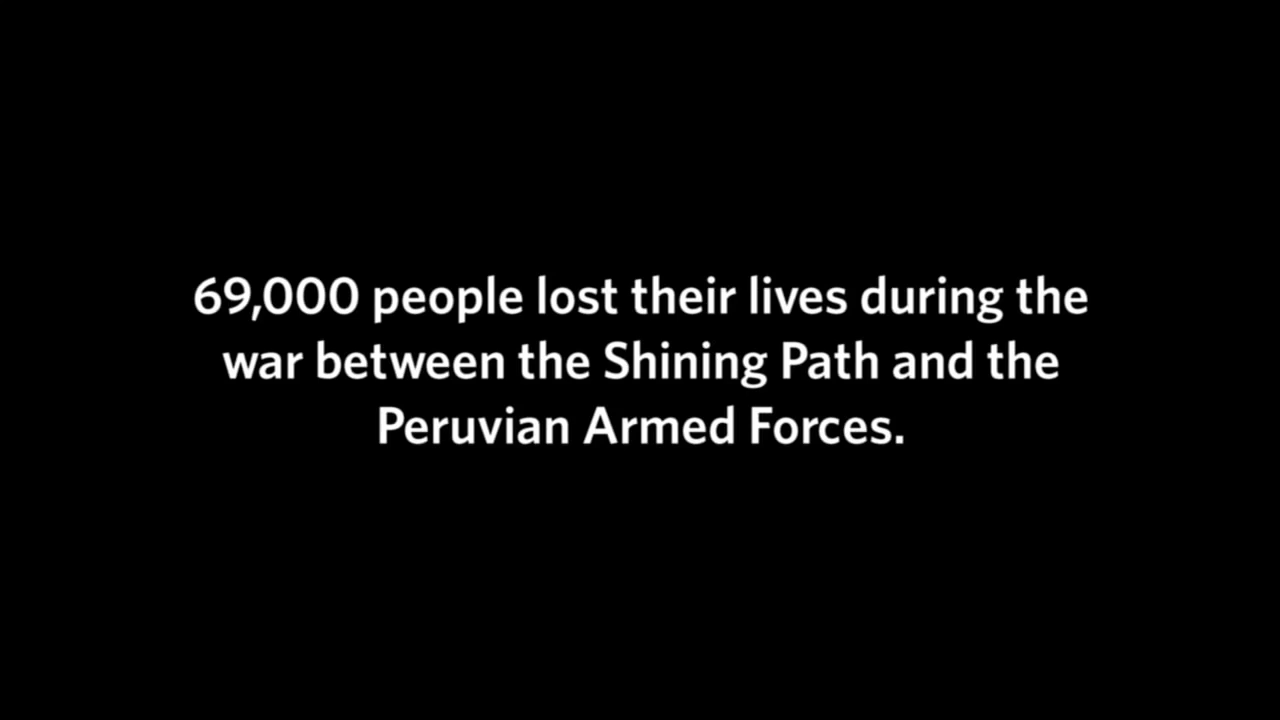 69,000 people lost their lives during the
war between the Shining Path and the
Peruvian Armed Forces.